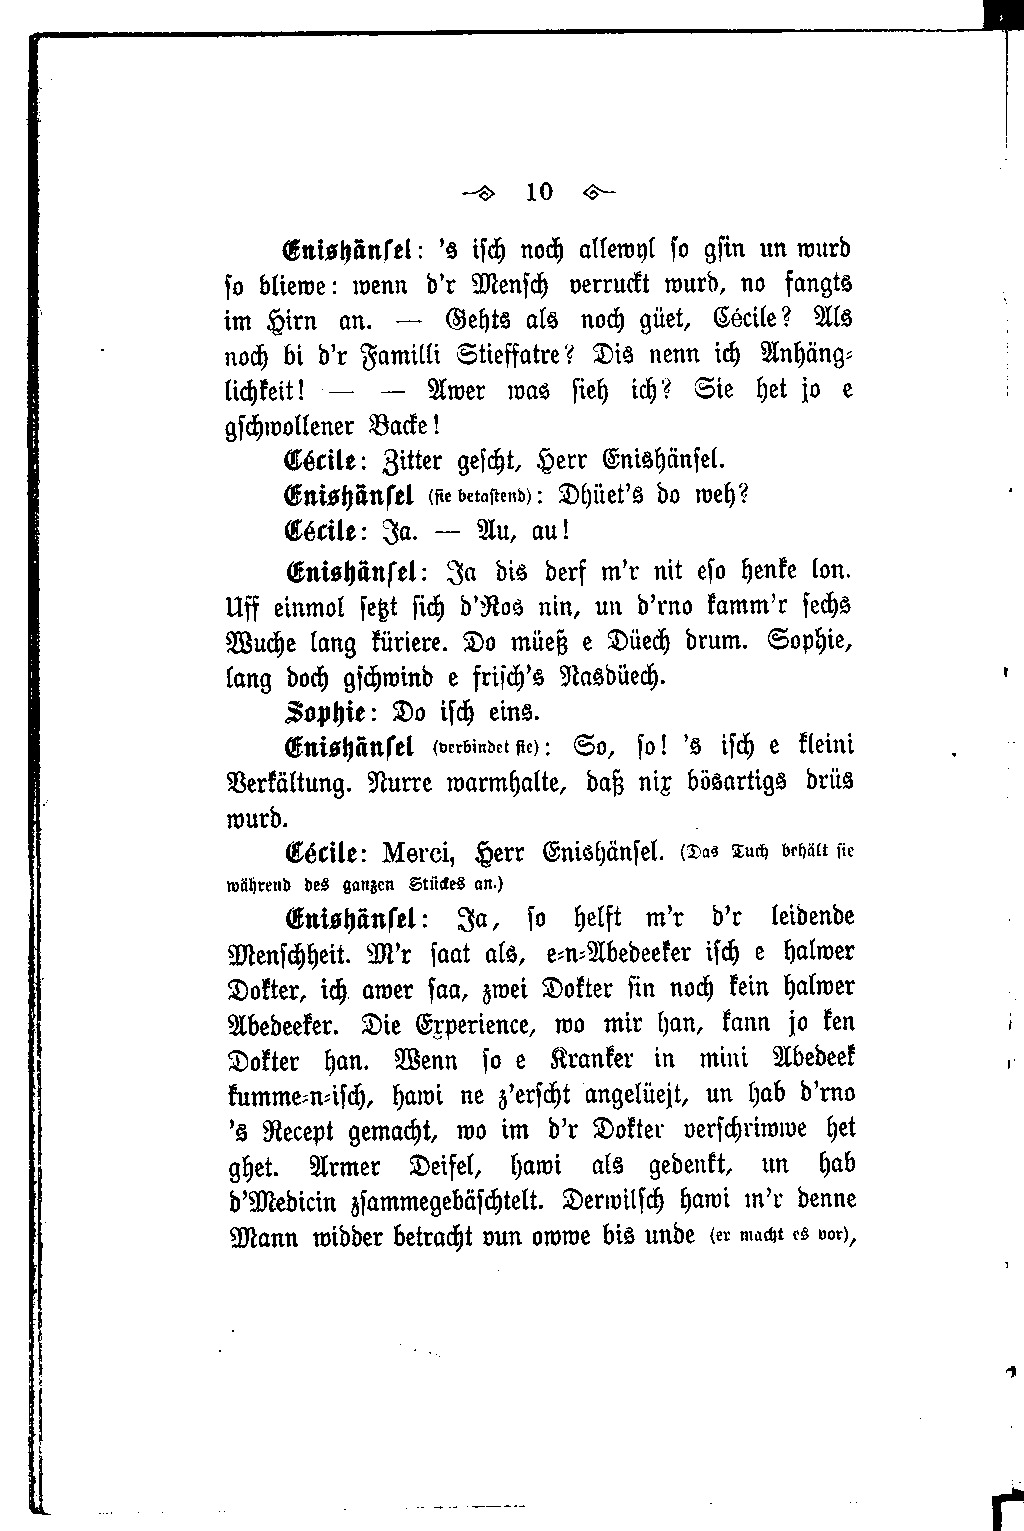 10
Enishänsel: 's isch noch allewyl so gsin un wurd
so bliewe: wenn d'r Mensch verruckt wurd, no fangts
im Hirn an. — Gehts als noch güet, Cécile? Als
noch bi d'r Familli Stieffatre? Dis nenn ich Anhäng-
lichkeit! — — Awer was sieh ich? Sie het jo e
gschwollener Backe!
Cécile: Zitter gescht, Herr Enishänsel.
Enishänsel (sie betastend): Dhüet's do weh?
Cécile: Ja. — Au, au!
Enishänsel: Ja dis derf m'r nit eso henke lon.
Uff einmol setzt sich d'Ros nin, un d'rno kamm'r sechs
Wuche lang küriere. Do müeß e Düech drum. Sophie,
lang doch gschwind e frisch's Nasdüech.
Sophie: Do isch eins.
Enishänsel (verbindet sie): So, so! 's isch e kleini
Verkältung. Nurre warmhalte, daß nix bösartigs drüs
wurd.
Cécile: Merci, Herr Enishänsel. (Das Tuch behält sie
während des ganzen Stückes an.)
Enishänsel: Ja, so helft m'r d'r leidende
Menschheit. M'r saat als, e-n-Abedeeker isch e halwer
Dokter, ich awer saa, zwei Dokter sin noch kein halwer
Abedeeker. Die Experience, wo mir han, kann jo ken
Dokter han. Wenn so e Kranker in mini Abedeek
kumme-n-isch, hawi ne z'erscht angelüejt, un hab d'rno
's Recept gemacht, wo im d'r Dokter verschriwwe het
ghet. Armer Deifel, hawi als gedenkt, un hab
d'Medicin zsammegebäschtelt. Derwilsch hawi m'r denne
Mann widder betracht vun owwe bis unde (er macht es vor),